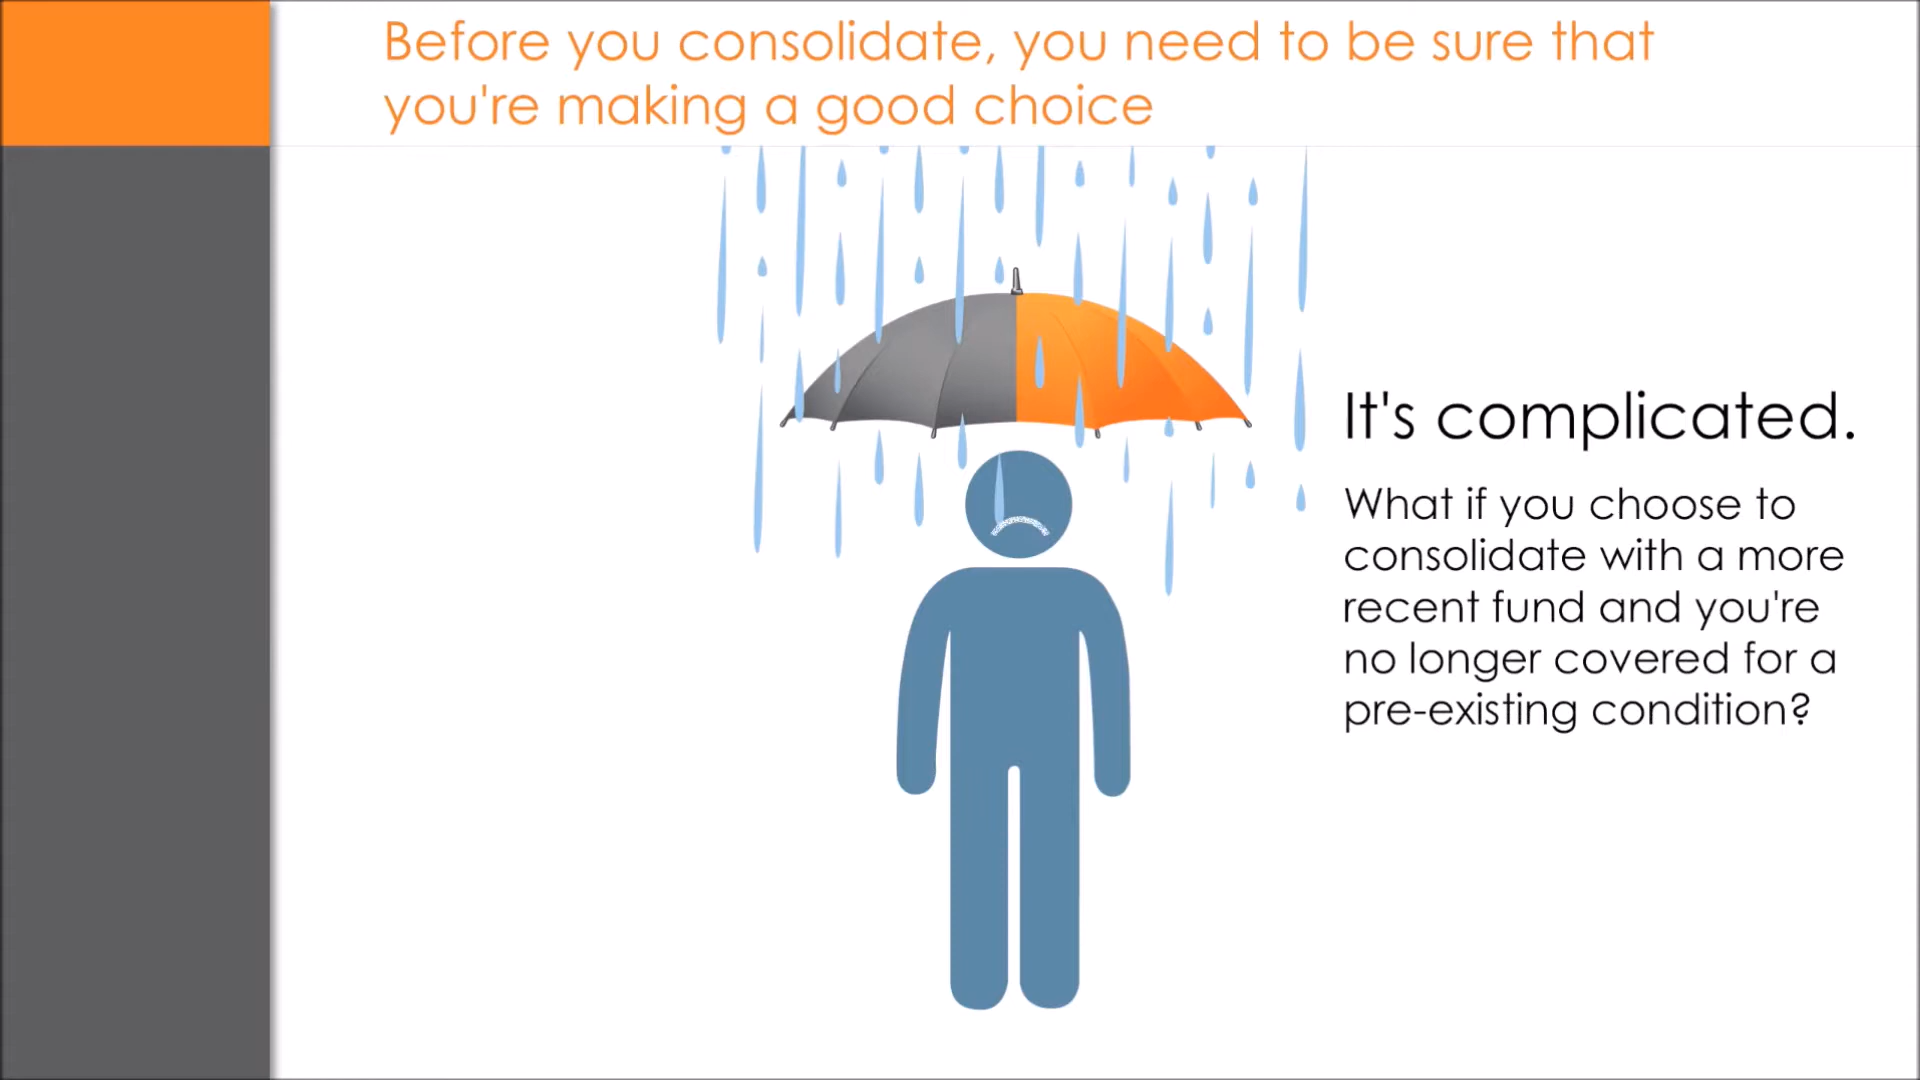 Before you consolidate, you need to be sure that
you're making a good choice
It's complicated.
What if you choose to
consolidate with a more
recent fund and you're
no longer covered for a
pre-existing condition?